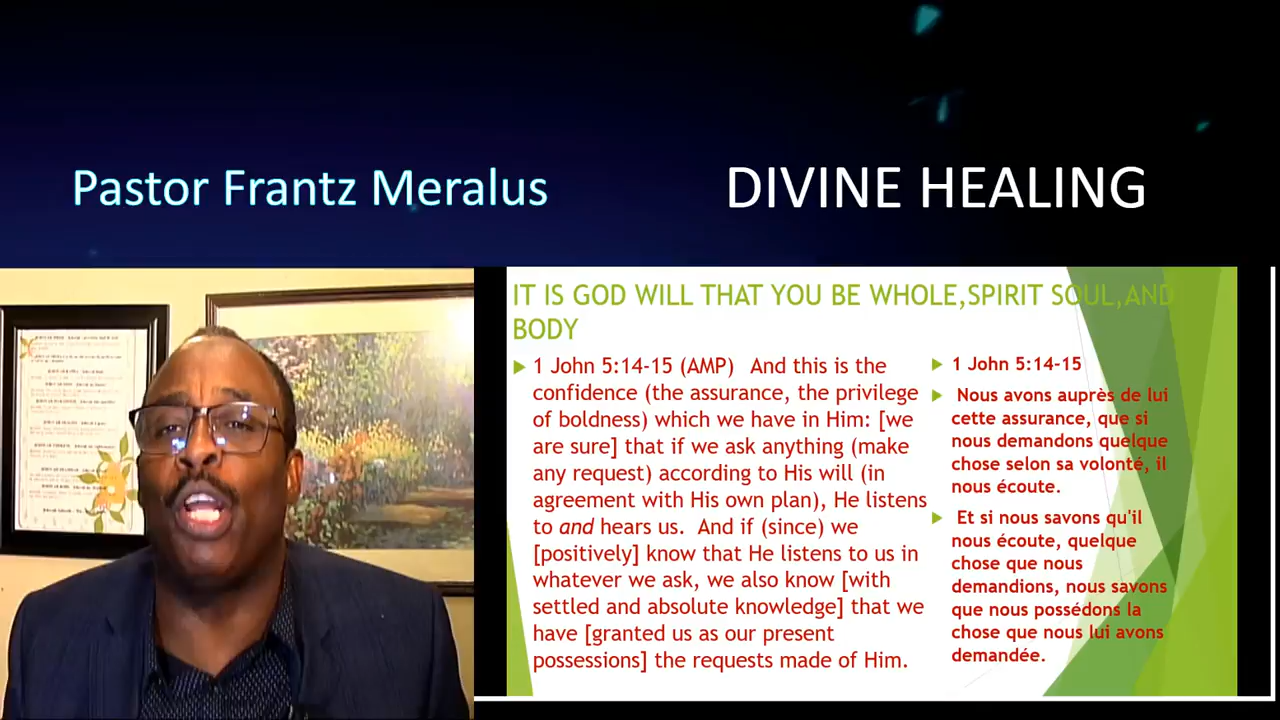 Pastor Frantz Meralus
DIVINE HEALING
IT IS GOD WILL THAT YOU BE WHOLE,SPIRIT SOUL,AND
BODY
1 John 5:14-15 (AMP) And this is the
confidence (the assurance, the privilege
of boldness) which we have in Him: [we
are sure] that if we ask anything (make
any request) according to His will (in
agreement with His own plan), He listens
to and hears us. And if (since) we
[positively] know that He listens to us in
whatever we ask, we also know [with
settled and absolute knowledge] that we
have [granted us as our present
possessions] the requests made of Him.
1 John 5:14-15
Nous avons auprès de lui
cette assurance, que si
nous demandons quelque
chose selon sa volonté, il
nous écoute.
Et si nous savons qu'il
nous écoute, quelque
chose que nous
demandions, nous savons
que nous possédons la
chose que nous lui avons
demandée.